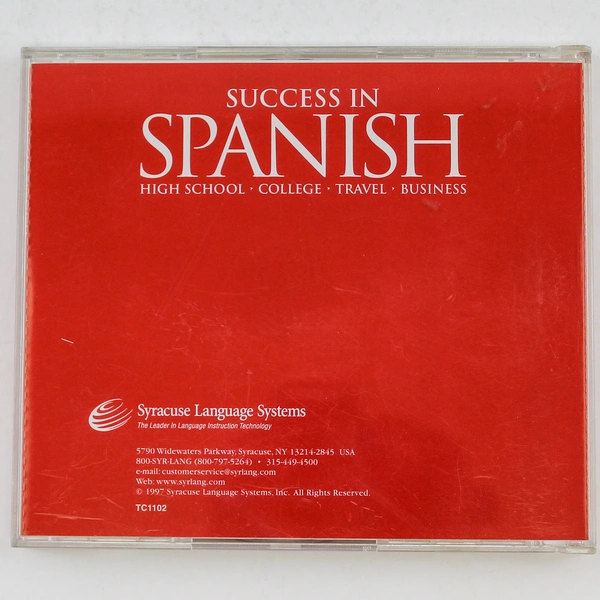 SUCCESS IN
SPANISH
HIGH SCHOOL · COLLEGE · TRAVEL · BUSINESS
Syracuse Language Systems
The Leader in Language Instruction Technology
5790 Widewaters Parkway, Syracuse, NY 13214-2845 USA
800-SYR-LANG (800-797-5264) • 315-449-4500
e-mail: customerservice@syrlang.com
Web: www.syrlang.com
© 1997 Syracuse Language Systems, Inc. All Rights Reserved.
TC1102